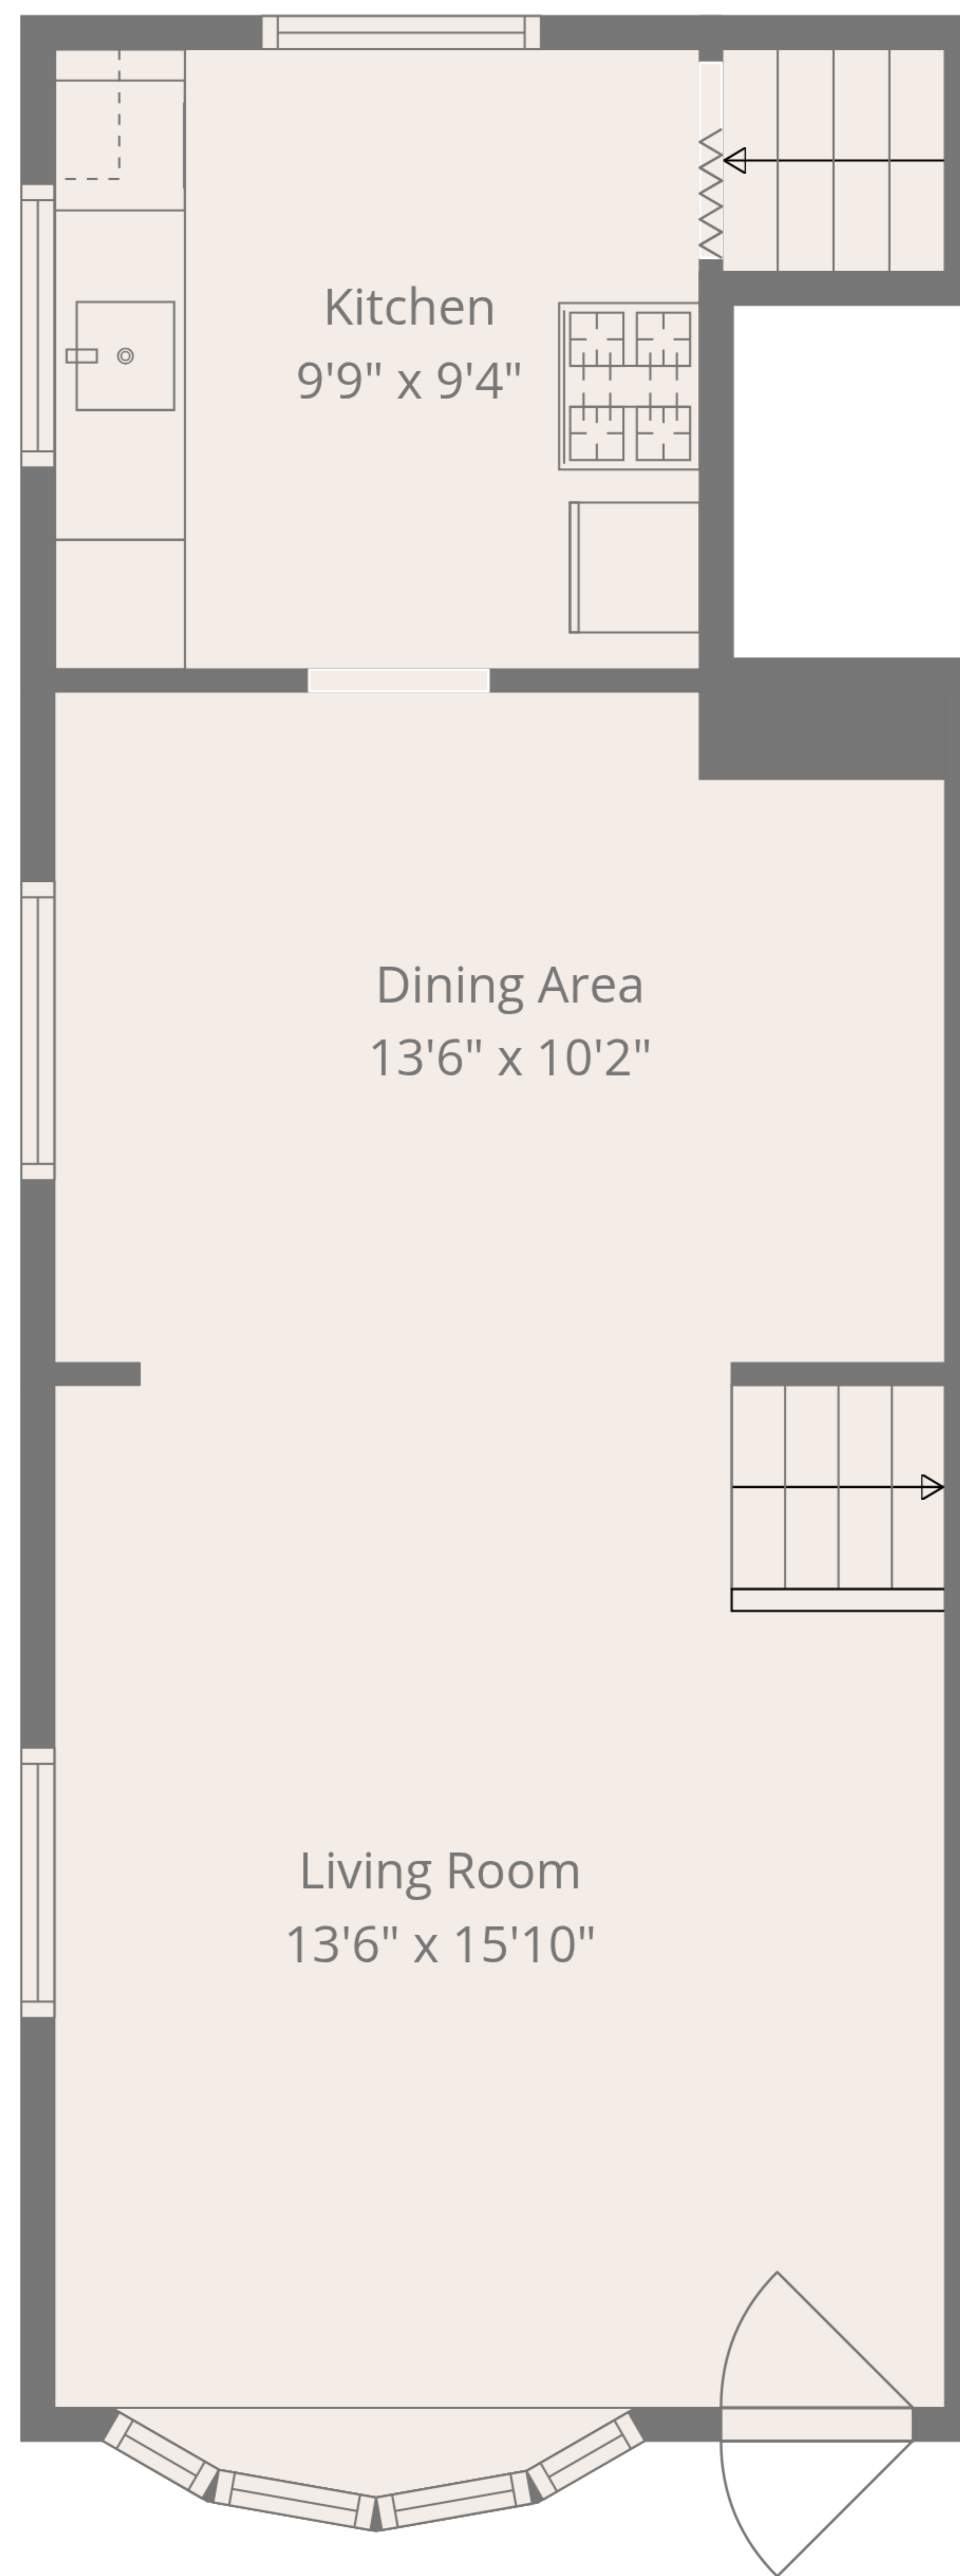 Kitchen
9'9" x 9'4"
Dining Area
13'6" x 10'2"
Living Room
13'6" x 15'10"